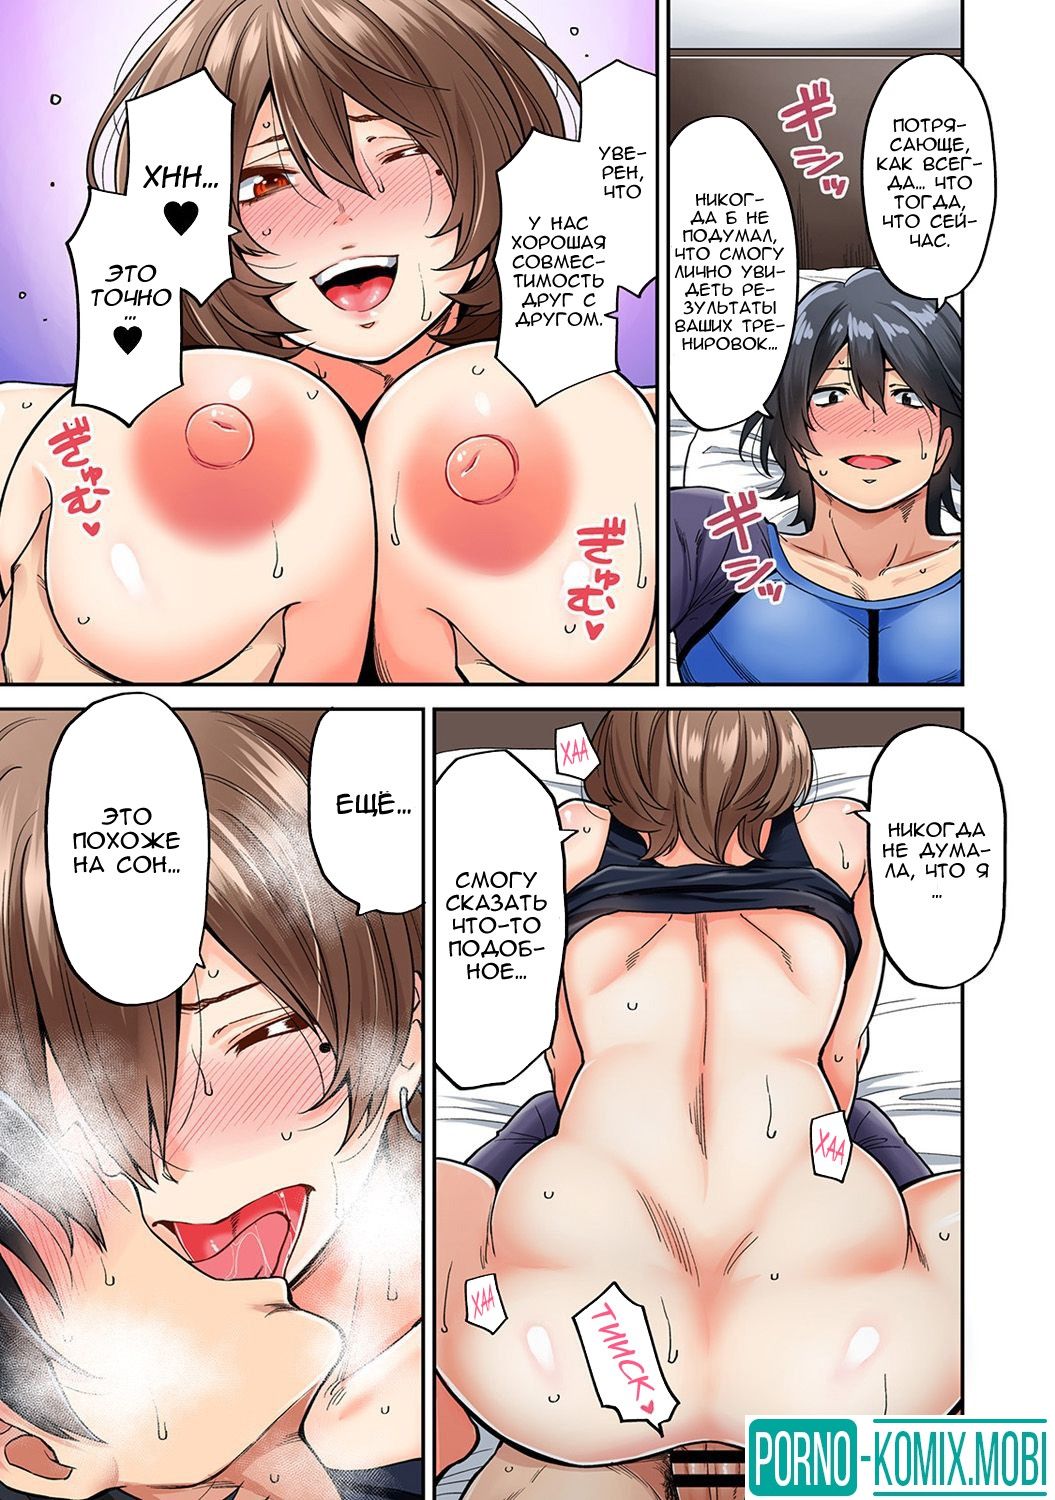 ПОТРЯ-
САЮЩЕ,
КАК ВСЕГ-
ДА... ЧТО
ТОГДА,
ЧТО СЕЙ-
ЧАС.
НИКОГ-
ДА Б НЕ
ПОДУМАЛ,
ЧТО СМОГУ
ЛИЧНО УВИ-
ДЕТЬ РЕ-
ЗУЛЬТАТЫ
ВАШИХ ТРЕ-
НИРОВОК...
ギシッ
ギシッ
УВЕ-
РЕН,
ЧТО
У НАС
ХОРОШАЯ
СОВМЕС-
ТИМОСТЬ
ДРУГ С
ДРУГОМ.
ХНН...
♥
ЭТО
ТОЧНО
...
♥
ぎゅむ♥
ぎゅむ♥
НИКОГДА
НЕ ДУМА-
ЛА, ЧТО Я
...
СМОГУ
СКАЗАТЬ
ЧТО-ТО
ПОДОБ-
НОЕ...
ХАА
ХАА
ХАА
ТИИСК♥
ЕЩЁ...
ЭТО
ПОХОЖЕ
НА СОН...
PORNO-KOMIX.MOBI